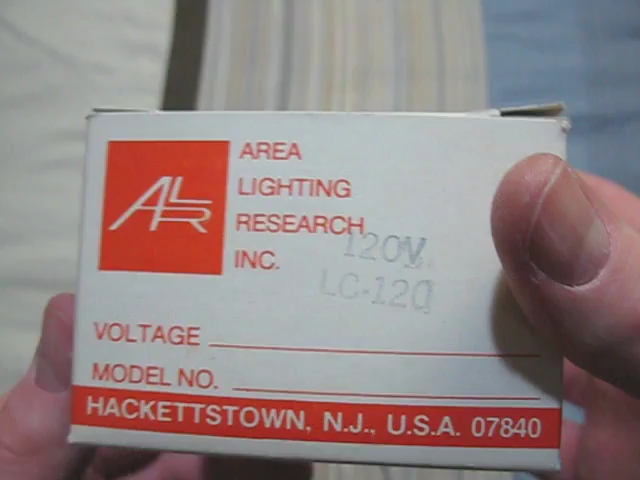 ALR
AREA
LIGHTING
RESEARCH
INC.
120V
LC-120
VOLTAGE
MODEL NO.
HACKETTSTOWN, N.J., U.S.A. 07840